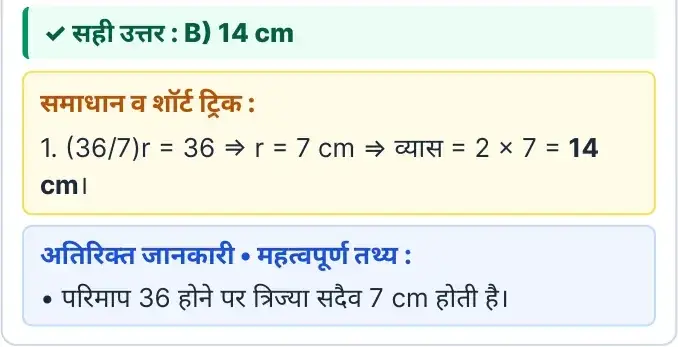 ✓ सही उत्तर : B) 14 cm
समाधान व शॉर्ट ट्रिक :
1. (36/7)r = 36 ⇒ r = 7 cm ⇒ व्यास = 2 × 7 = 14
cm।
अतिरिक्त जानकारी • महत्वपूर्ण तथ्य :
• परिमाप 36 होने पर त्रिज्या सदैव 7 cm होती है।